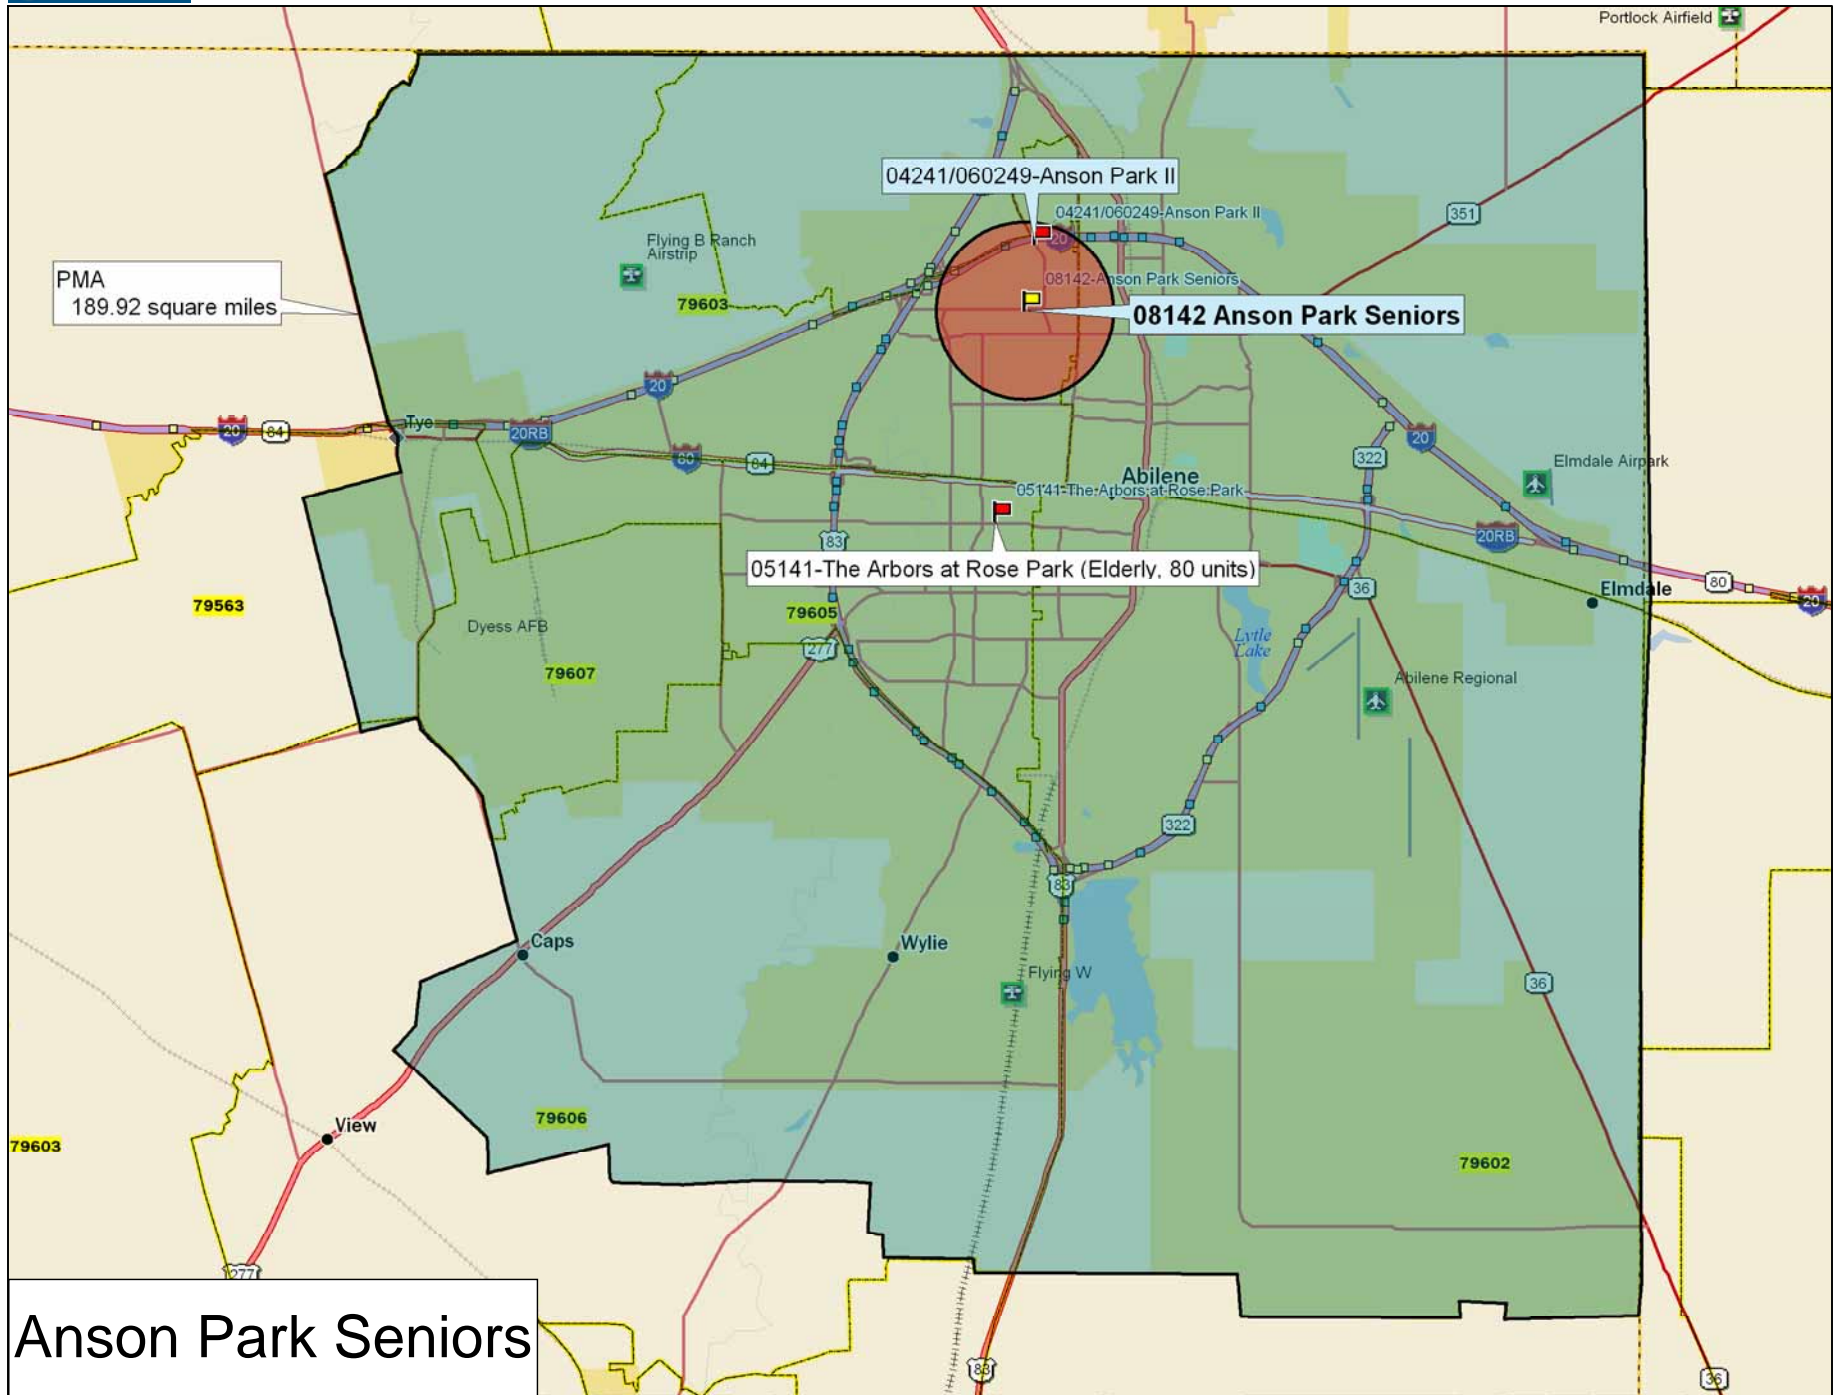 Portlock Airfield
04241/060249-Anson Park II
04241/060249-Anson Park II
351
20
Flying B Ranch
Airstrip
PMA
189.92 square miles
08142-Anson Park Seniors
79603
08142 Anson Park Seniors
20
Tye
20
84
20RB
80
84
322
20
Elmdale Airpark
Abilene
05141-The Arbors at Rose Park
83
20RB
05141-The Arbors at Rose Park (Elderly, 80 units)
80
20
36
Elmdale
79563
79605
Dyess AFB
277
Lytle
Lake
79607
Abilene Regional
322
83
Caps
Wylie
Flying W
36
79606
View
79603
79602
277
Anson Park Seniors
83
36